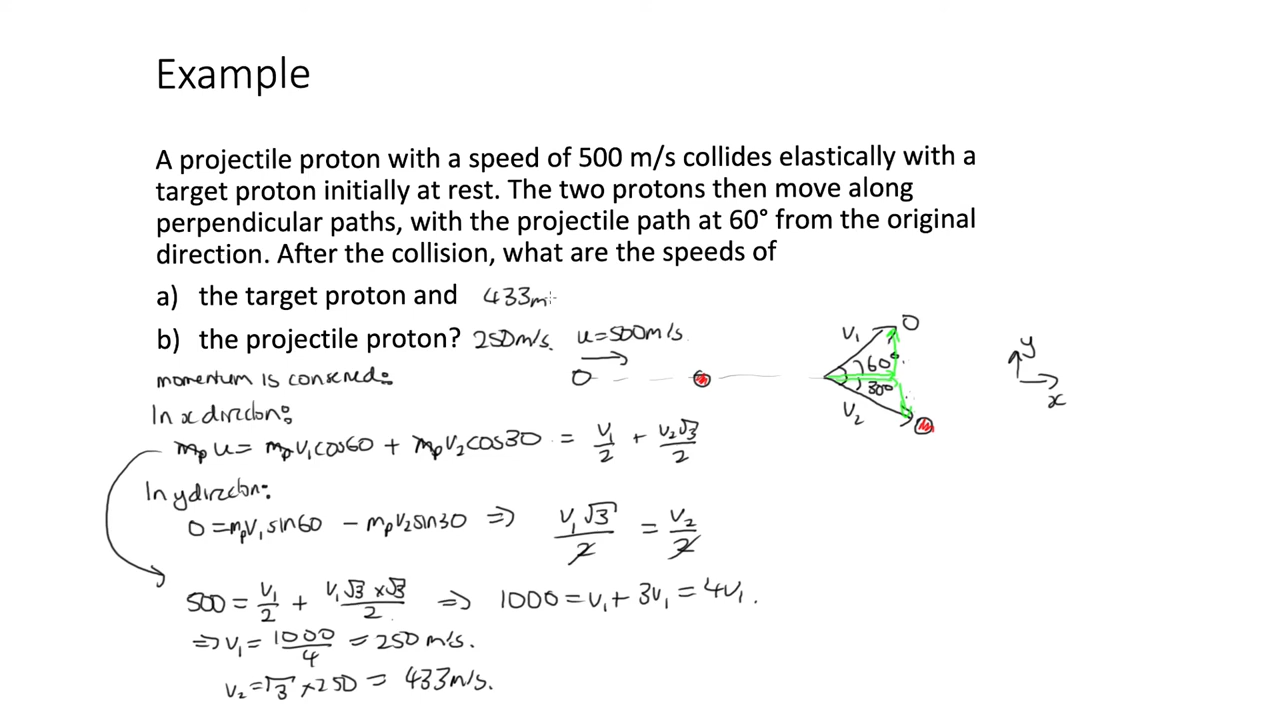 Example
A projectile proton with a speed of 500 m/s collides elastically with a
target proton initially at rest. The two protons then move along
perpendicular paths, with the projectile path at 60° from the original
direction. After the collision, what are the speeds of
a) the target proton and 433m
b) the projectile proton? 250m/s. u=500m/s.
momentum is conserved:
V₁ 60° 30° V₂
y
x
In x direction:
mₚu = mₚv₁cos60 + mₚv₂cos30 = v₁/2 + v₂√3/2
In y direction:
0 = mₚv₁sin60 - mₚv₂sin30 => v₁√3/2 = v₂/2
500 = v₁/2 + v₁√3×√3/2 => 1000 = v₁ + 3v₁ = 4v₁.
=> v₁ = 1000/4 = 250 m/s.
v₂ = √3 × 250 = 433m/s.